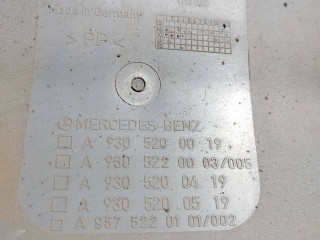 Made in Germany
>PP<
MERCEDES-BENZ
A 930 520 00 19
A 930 522 00 03/005
A 930 520 04 19
A 930 520 05 19
A 957 522 01 01/002